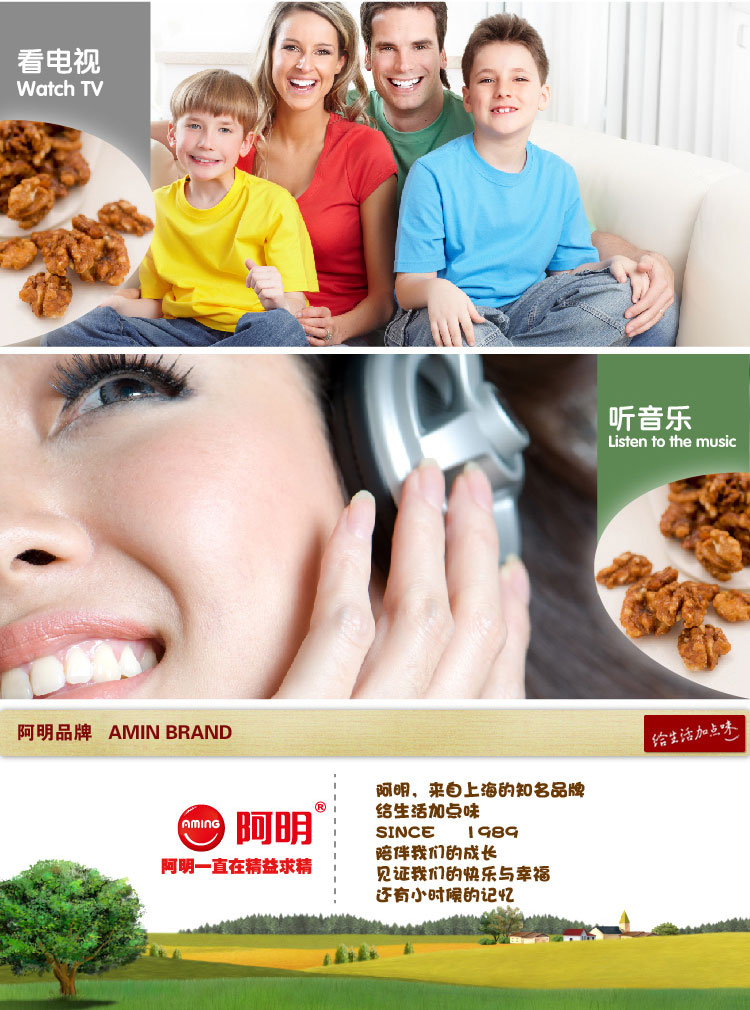 看电视
Watch TV
听音乐
Listen to the music
阿明品牌 AMIN BRAND
给生活加点味
AMING 阿明®
阿明一直在精益求精
阿明，来自上海的知名品牌
给生活加点味
SINCE 1989
陪伴我们的成长
见证我们的快乐与幸福
还有小时候的记忆